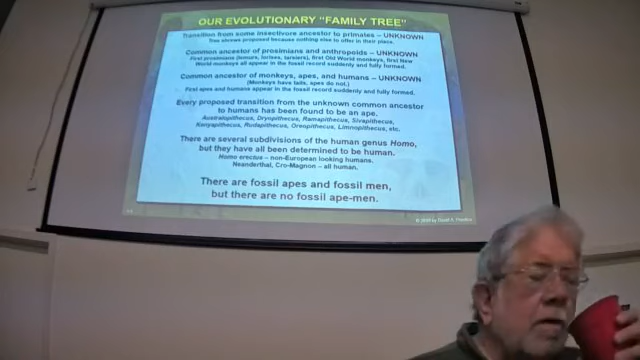 OUR EVOLUTIONARY "FAMILY TREE"
Transition from some insectivore ancestor to primates – UNKNOWN
Tree shrews proposed because nothing else to offer in their place.
Common ancestor of prosimians and anthropoids – UNKNOWN
First prosimians (lemurs, lorises, tarsiers), first Old World monkeys, first New
World monkeys all appear in the fossil record suddenly and fully formed.
Common ancestor of monkeys, apes, and humans – UNKNOWN
(Monkeys have tails, apes do not.)
First apes and humans appear in the fossil record suddenly and fully formed.
Every proposed transition from the unknown common ancestor
to humans has been found to be an ape.
Australopithecus, Dryopithecus, Ramapithecus, Sivapithecus,
Kenyapithecus, Rudapithecus, Oreopithecus, Limnopithecus, etc.
There are several subdivisions of the human genus Homo,
but they have all been determined to be human.
Homo erectus – non-European looking humans.
Neanderthal, Cro-Magnon – all human.
There are fossil apes and fossil men,
but there are no fossil ape-men.